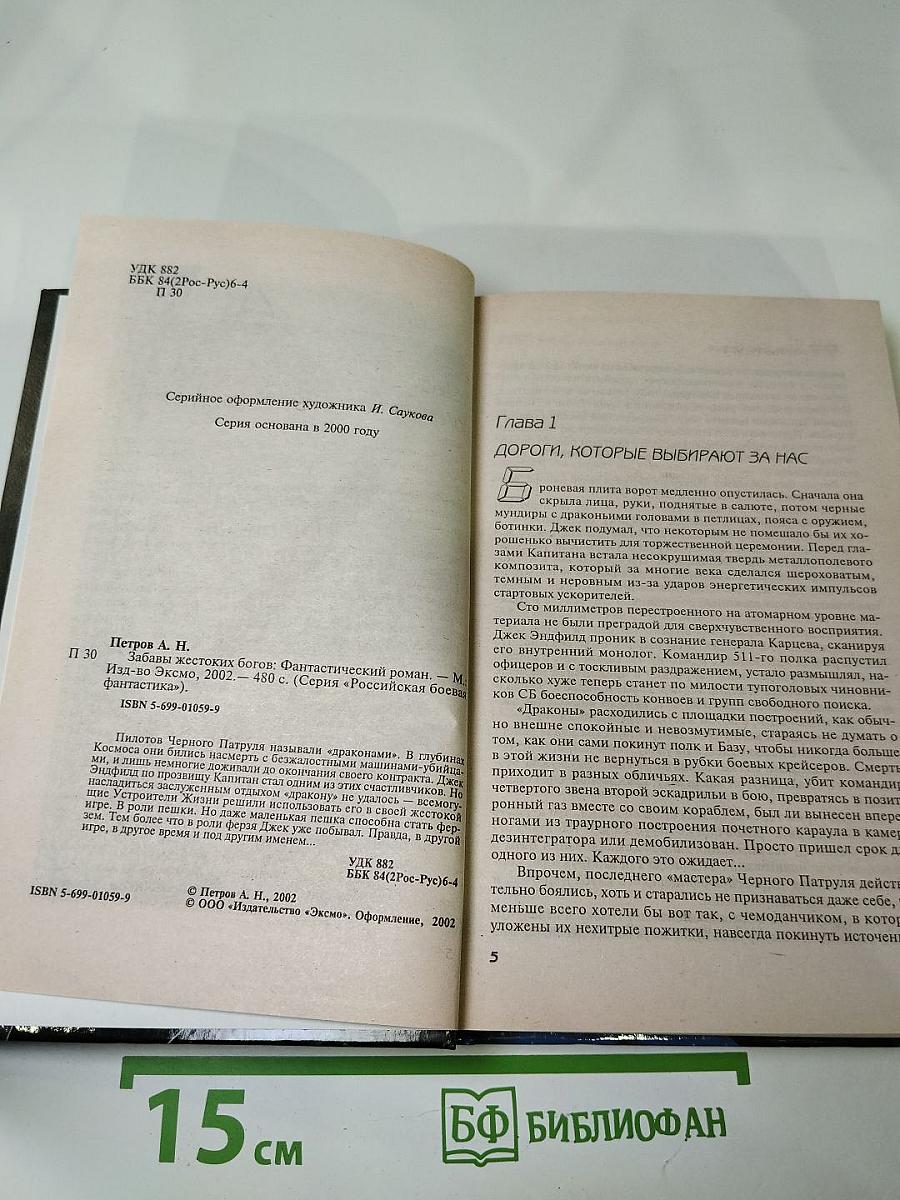 УДК 882
ББК 84(2Рос-Рус)6-4
П 30
Серийное оформление художника И. Саукова
Серия основана в 2000 году
Петров А. Н.
П 30
Забавы жестоких богов: Фантастический роман. — М.:
Изд-во Эксмо, 2002.— 480 с. (Серия «Российская боевая
фантастика»).
ISBN 5-699-01059-9
Пилотов Черного Патруля называли «драконами». В глубинах
Космоса они бились насмерть с безжалостными машинами-убийца-
ми, и лишь немногие доживали до окончания своего контракта. Джек
Эндфилд по прозвищу Капитан стал одним из этих счастливчиков. Но
насладиться заслуженным отдыхом «дракону» не удалось — всемогу-
щие Устроители Жизни решили использовать его в своей жестокой
игре. В роли пешки. Но даже маленькая пешка способна стать фер-
зем. Тем более что в роли ферзя Джек уже побывал. Правда, в другой
игре, в другое время и под другим именем...
УДК 882
ББК 84(2Рос-Рус)6-4
ISBN 5-699-01059-9
© Петров А. Н., 2002
© ООО «Издательство «Эксмо». Оформление, 2002
Глава 1
ДОРОГИ, КОТОРЫЕ ВЫБИРАЮТ ЗА НАС
Броневая плита ворот медленно опустилась. Сначала она
скрыла лица, руки, поднятые в салюте, потом черные
мундиры с драконьими головами в петлицах, пояса с оружием,
ботинки. Джек подумал, что некоторым не помешало бы их хо-
рошенько вычистить для торжественной церемонии. Перед гла-
зами Капитана встала несокрушимая твердь металлополевого
композита, который за многие века сделался шероховатым,
темным и неровным из-за ударов энергетических импульсов
стартовых ускорителей.
Сто миллиметров перестроенного на атомарном уровне ма-
териала не были преградой для сверхчувственного восприятия.
Джек Эндфилд проник в сознание генерала Карцева, сканируя
его внутренний монолог. Командир 511-го полка распустил
офицеров и с тоскливым раздражением, устало размышлял, на-
сколько хуже теперь станет по милости тупоголовых чиновни-
ков СБ боеспособность конвоев и групп свободного поиска.
«Драконы» расходились с площадки построений, как обыч-
но внешне спокойные и невозмутимые, стараясь не думать о
том, как они сами покинут полк и Базу, чтобы никогда больше
в этой жизни не вернуться в рубки боевых крейсеров. Смерть
приходит в разных обличьях. Какая разница, убит командир
четвертого звена второй эскадрильи в бою, превратясь в позит-
ронный газ вместо со своим кораблем, был ли вынесен впере
ногами из траурного построения почетного караула в камер
дезинтегратора или демобилизован. Просто пришел срок д
одного из них. Каждого это ожидает...
Впрочем, последнего «мастера» Черного Патруля действ
тельно боялись, хоть и старались не признаваться даже себе,
меньше всего хотели бы вот так, с чемоданчиком, в котор
уложены их нехитрые пожитки, навсегда покинуть источен
5
15 см
БФ БИБЛИОФАН